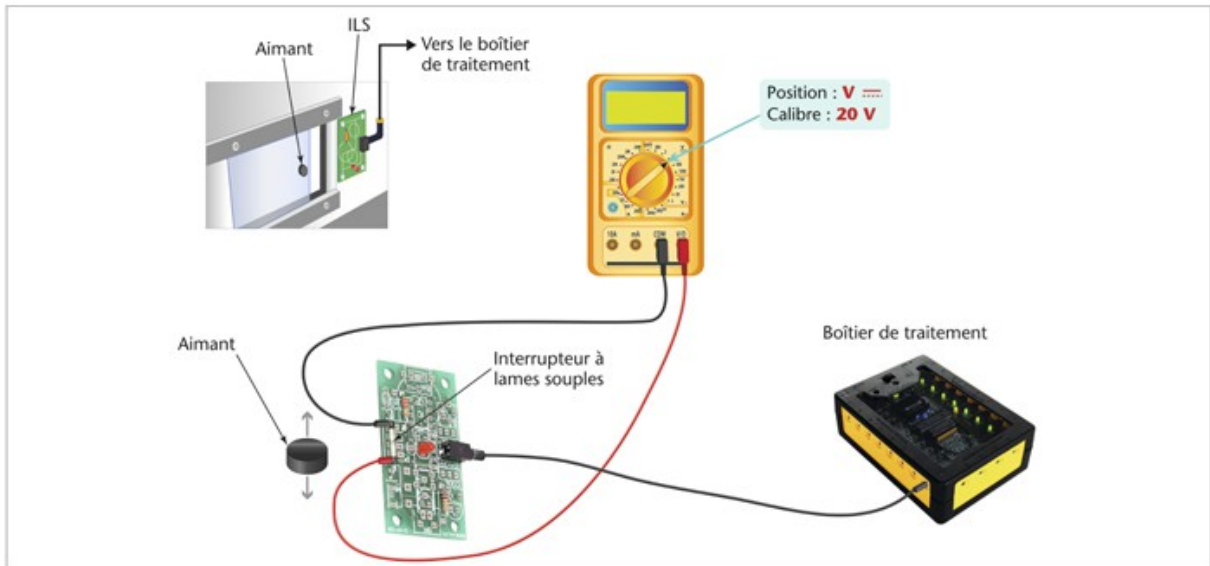 ILS
Aimant
Vers le boîtier
de traitement
Position : V
Calibre : 20 V
10A mA COM V/Ω
Boîtier de traitement
Aimant
Interrupteur à
lames souples